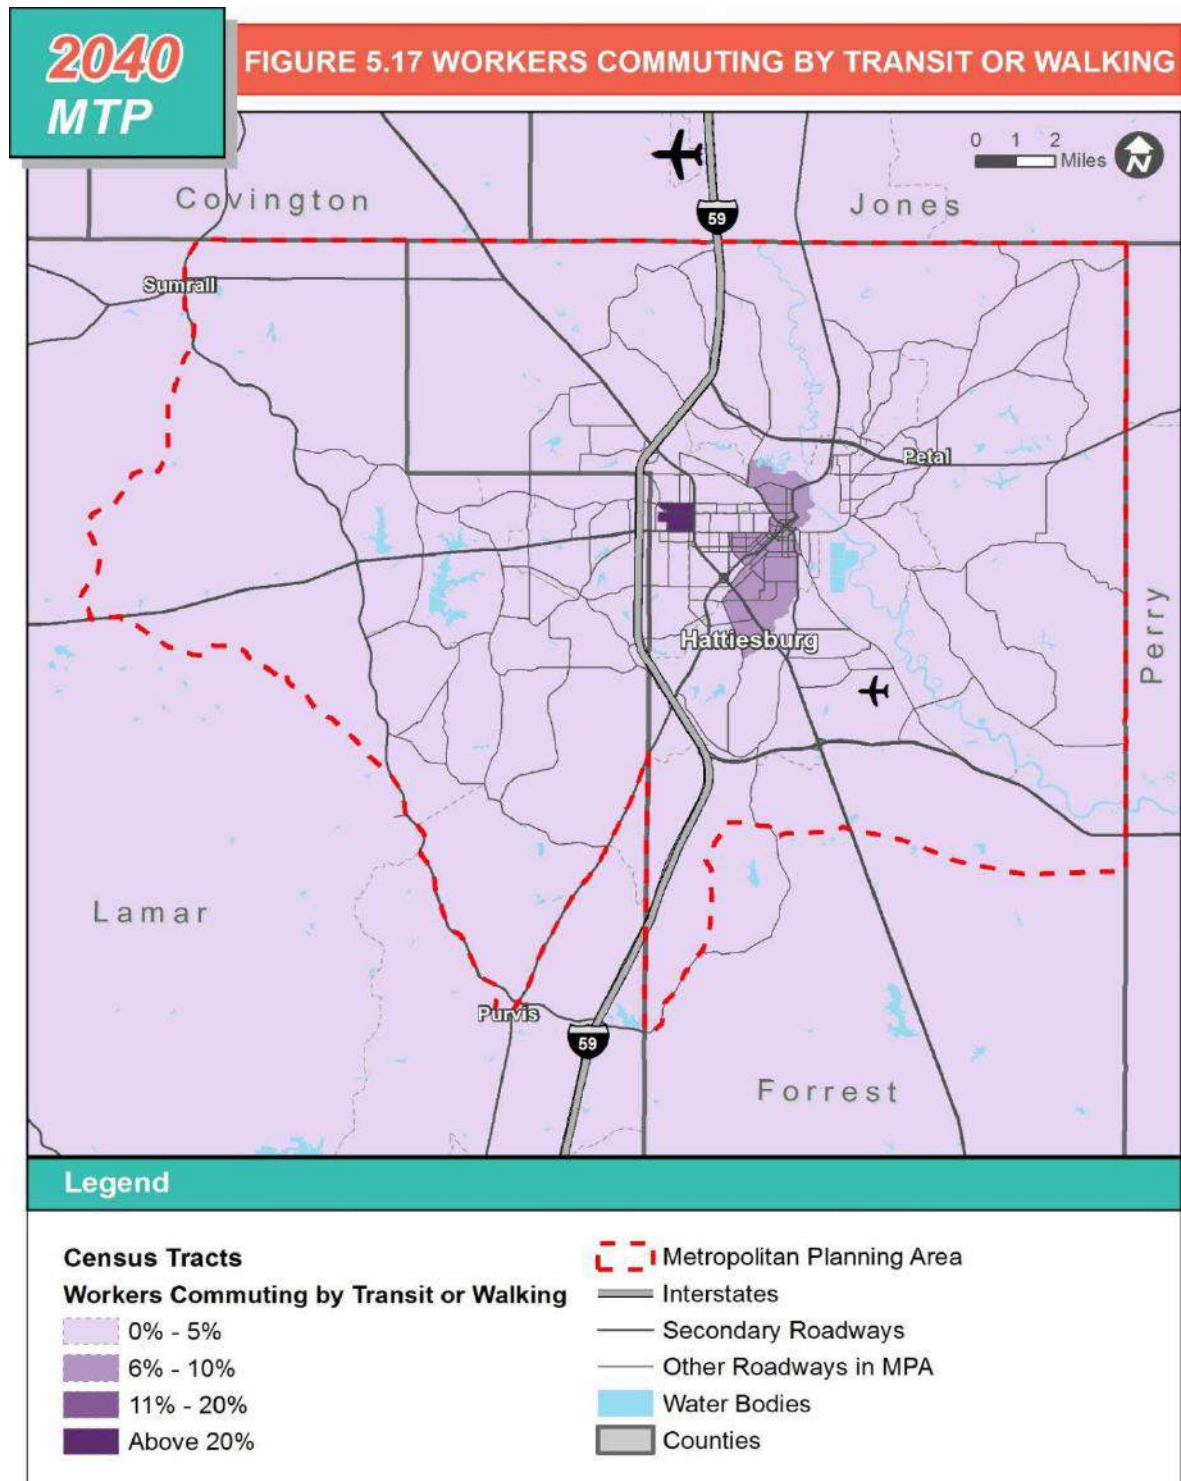 2040
MTP
FIGURE 5.17 WORKERS COMMUTING BY TRANSIT OR WALKING
0 1 2
Miles
N
Covington
Jones
59
Sumrall
Petal
Perry
Hattiesburg
Lamar
Purvis
59
Forrest
Legend
Census Tracts
Workers Commuting by Transit or Walking
0% - 5%
6% - 10%
11% - 20%
Above 20%
Metropolitan Planning Area
Interstates
Secondary Roadways
Other Roadways in MPA
Water Bodies
Counties